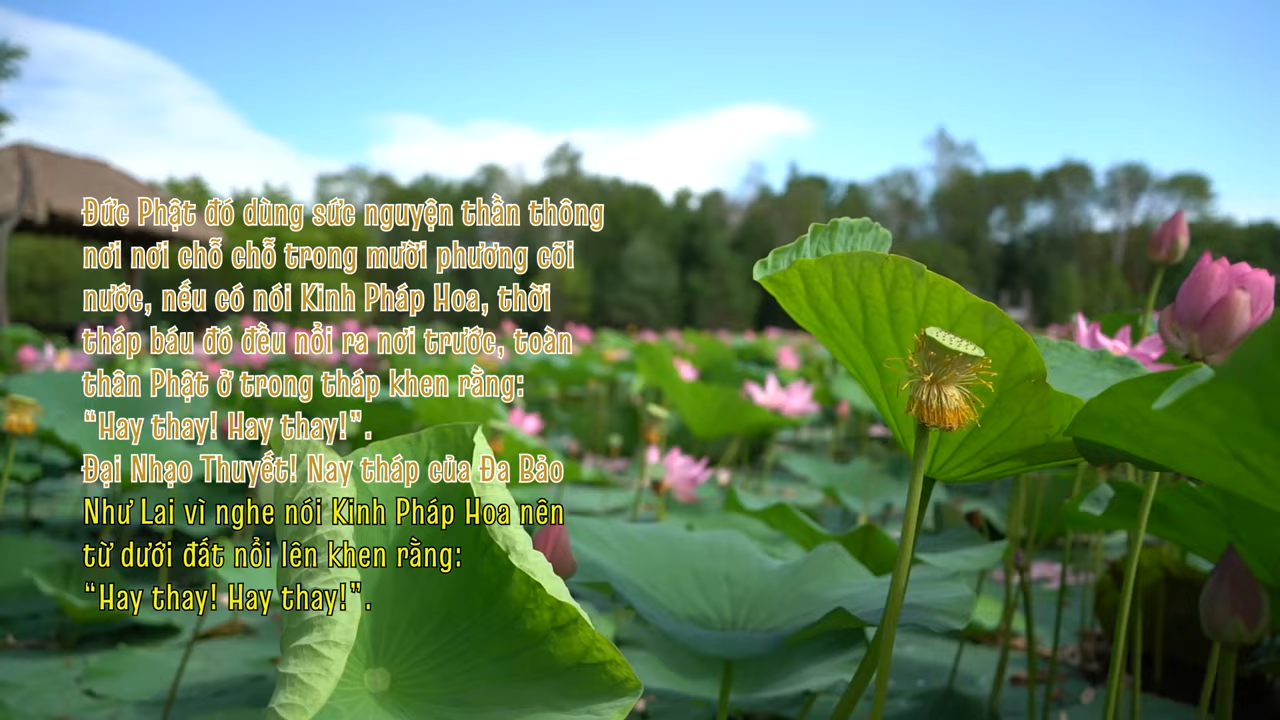 Đức Phật đó dùng sức nguyện thần thông
nơi nơi chỗ chỗ trong mười phương cõi
nước, nếu có nói Kinh Pháp Hoa, thời
tháp báu đó đều nổi ra nơi trước, toàn
thân Phật ở trong tháp khen rằng:
“Hay thay! Hay thay!”.
Đại Nhạo Thuyết! Nay tháp của Đa Bảo
Như Lai vì nghe nói Kinh Pháp Hoa nên
từ dưới đất nổi lên khen rằng:
“Hay thay! Hay thay!”.